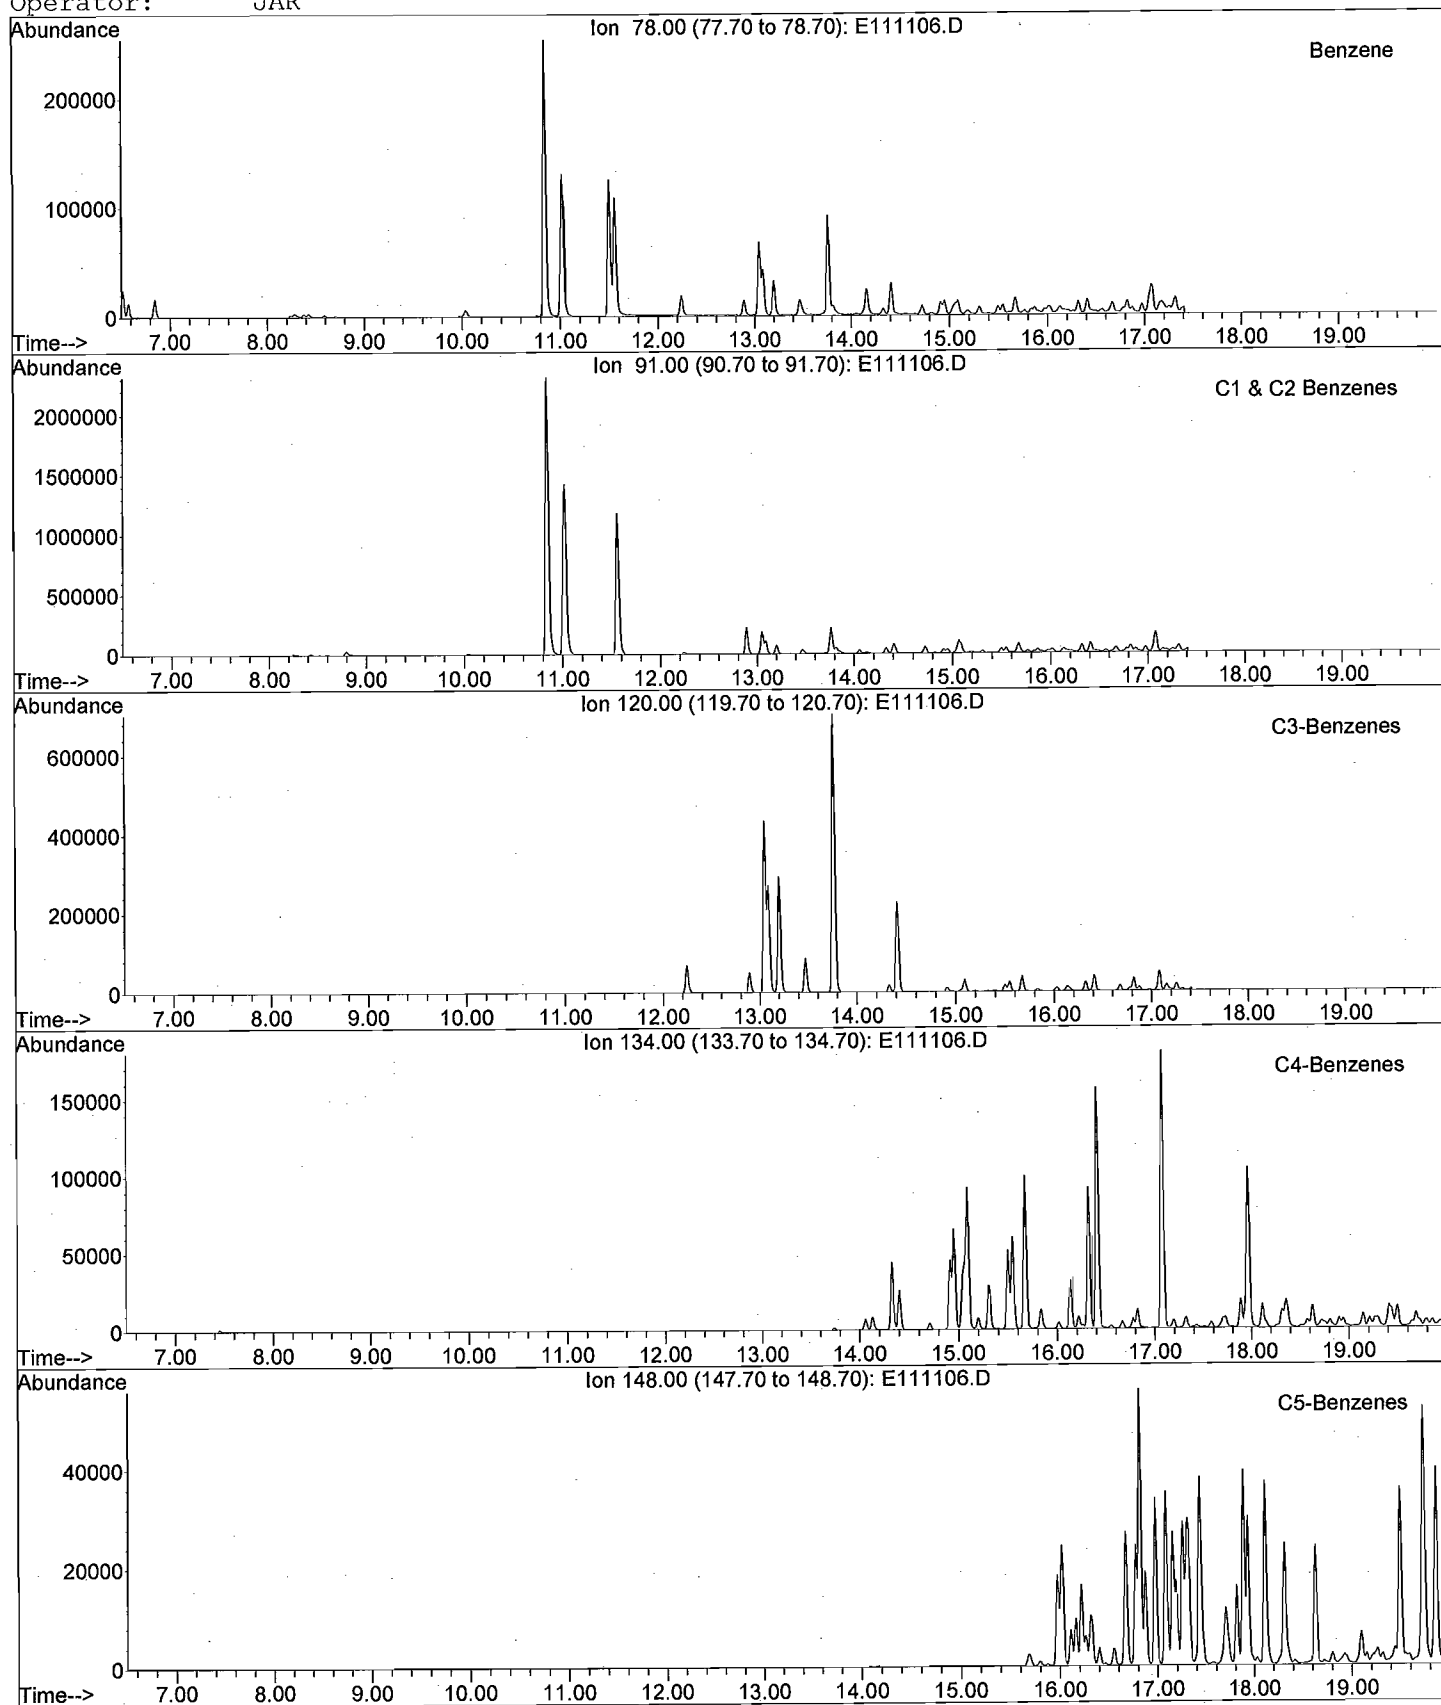 Operator: JAR
Abundance
Ion 78.00 (77.70 to 78.70): E111106.D
Benzene
200000
100000
0
Time--> 7.00 8.00 9.00 10.00 11.00 12.00 13.00 14.00 15.00 16.00 17.00 18.00 19.00
Abundance
Ion 91.00 (90.70 to 91.70): E111106.D
C1 & C2 Benzenes
2000000
1500000
1000000
500000
0
Time--> 7.00 8.00 9.00 10.00 11.00 12.00 13.00 14.00 15.00 16.00 17.00 18.00 19.00
Abundance
Ion 120.00 (119.70 to 120.70): E111106.D
C3-Benzenes
600000
400000
200000
0
Time--> 7.00 8.00 9.00 10.00 11.00 12.00 13.00 14.00 15.00 16.00 17.00 18.00 19.00
Abundance
Ion 134.00 (133.70 to 134.70): E111106.D
C4-Benzenes
150000
100000
50000
0
Time--> 7.00 8.00 9.00 10.00 11.00 12.00 13.00 14.00 15.00 16.00 17.00 18.00 19.00
Abundance
Ion 148.00 (147.70 to 148.70): E111106.D
C5-Benzenes
40000
20000
0
Time--> 7.00 8.00 9.00 10.00 11.00 12.00 13.00 14.00 15.00 16.00 17.00 18.00 19.00